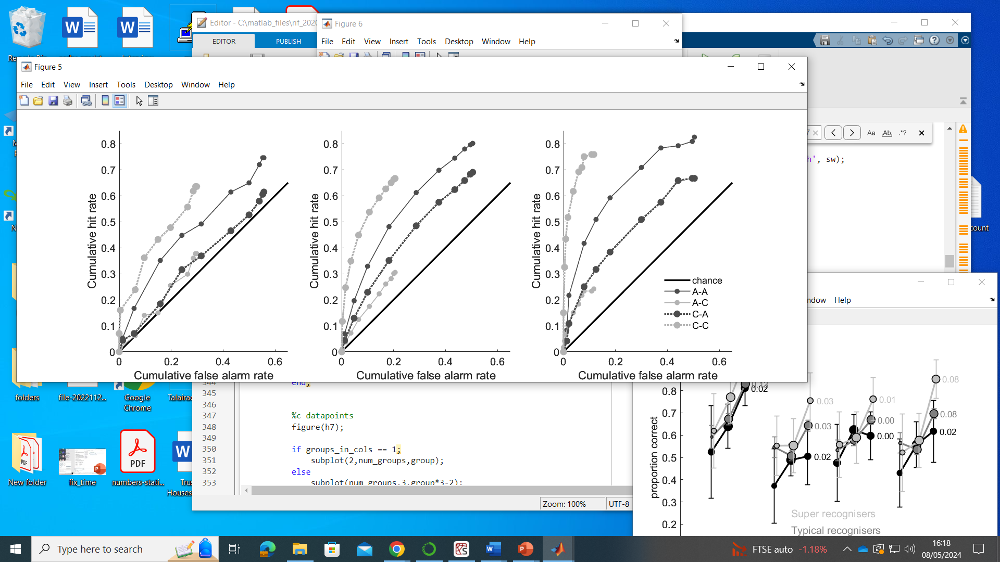 Editor - C:\matlab_files\rif_2020
EDITOR
PUBLISH
Figure 6
File Edit View Insert Tools Desktop Window Help
Figure 5
File Edit View Insert Tools Desktop Window Help
Aa Ab, .*?
h', sw);
0.8
0.7
0.6
0.5
0.4
0.3
0.2
0.1
0
0 0.2 0.4 0.6
Cumulative hit rate
Cumulative false alarm rate
0.8
0.7
0.6
0.5
0.4
0.3
0.2
0.1
0
0 0.2 0.4 0.6
Cumulative hit rate
Cumulative false alarm rate
0.8
0.7
0.6
0.5
0.4
0.3
0.2
0.1
0
0 0.2 0.4 0.6
Cumulative hit rate
Cumulative false alarm rate
chance
A-A
A-C
C-A
C-C
ndow Help
count
folders
file-2022112...
Google
Chrome
Talairac
New folder
fix_time
PDF
numbers-stati...
Trus
Houses
344 end;
345
346
347 %c datapoints
348 figure(h7);
349
350 if groups_in_cols == 1;
351 subplot(2,num_groups,group);
352 else
353 subplot(num_groups,3,group*3-2);
Zoom: 100% UTF-8
0.8
0.7
0.6
0.5
0.4
0.3
0.2
proportion correct
0.13
0.02
0.03
0.03
0.02
0.01
0.00
0.00
0.08
0.08
0.02
Super recognisers
Typical recognisers
Type here to search
FTSE auto -1.18%
16:18
08/05/2024